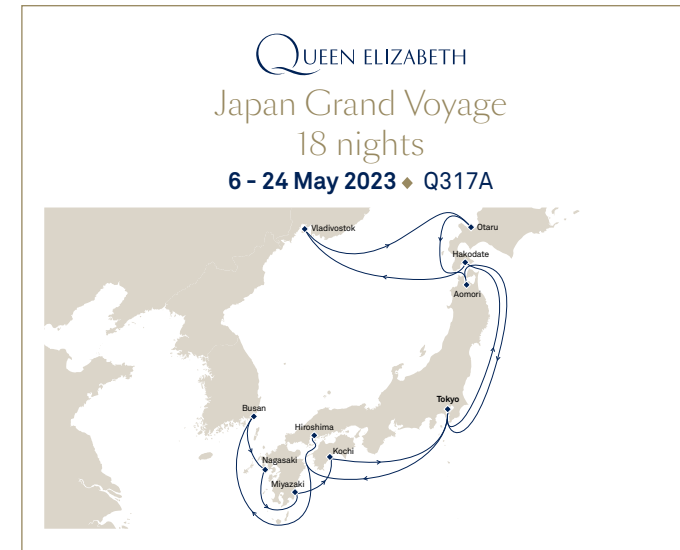 QUEEN ELIZABETH
Japan Grand Voyage
18 nights
6 - 24 May 2023 ◆ Q317A
Vladivostok
Otaru
Hakodate
Aomori
Tokyo
Busan
Hiroshima
Kochi
Nagasaki
Miyazaki